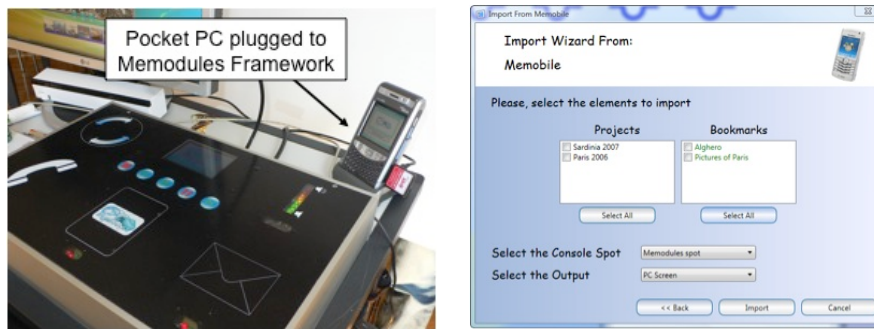 Pocket PC plugged to
Memodules Framework
Import From Memobile
Import Wizard From:
Memobile
Please, select the elements to import
Projects
Bookmarks
Sardinia 2007
Paris 2006
Alghero
Pictures of Paris
Select All
Select All
Select the Console Spot
Memodules spot
Select the Output
PC Screen
<< Back
Import
Cancel